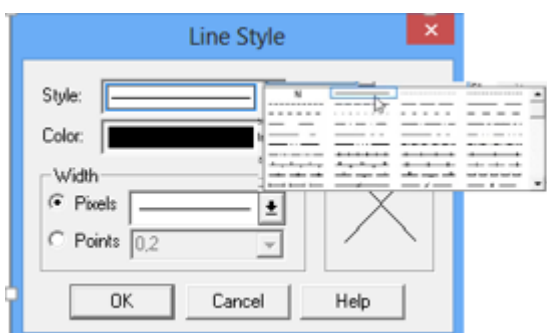 Line Style
Style:
N
Color:
Width
Pixels
Points 0,2
OK Cancel Help